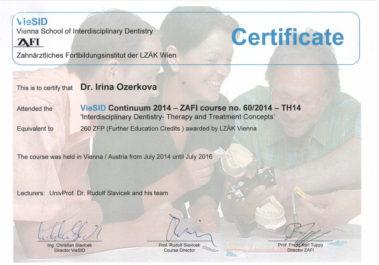 VieSID
Vienna School of Interdisciplinary Dentistry
ZAFI
Zahnärztliches Fortbildungsinstitut der LZÄK Wien
Certificate
This is to certify that Dr. Irina Ozerkova
Attended the VieSID Continuum 2014 – ZAFI course no. 60/2014 – TH14
'Interdisciplinary Dentistry- Therapy and Treatment Concepts'
Equivalent to 260 ZFP (Further Education Credits ) awarded by LZÄK Vienna
The course was held in Vienna / Austria from July 2014 until July 2016
Lecturers: UnivProf. Dr. Rudolf Slavicek and his team
Ing. Christian Slavicek
Director VieSID
Prof. Rudolf Slavicek
Course Director
Director ZAFI